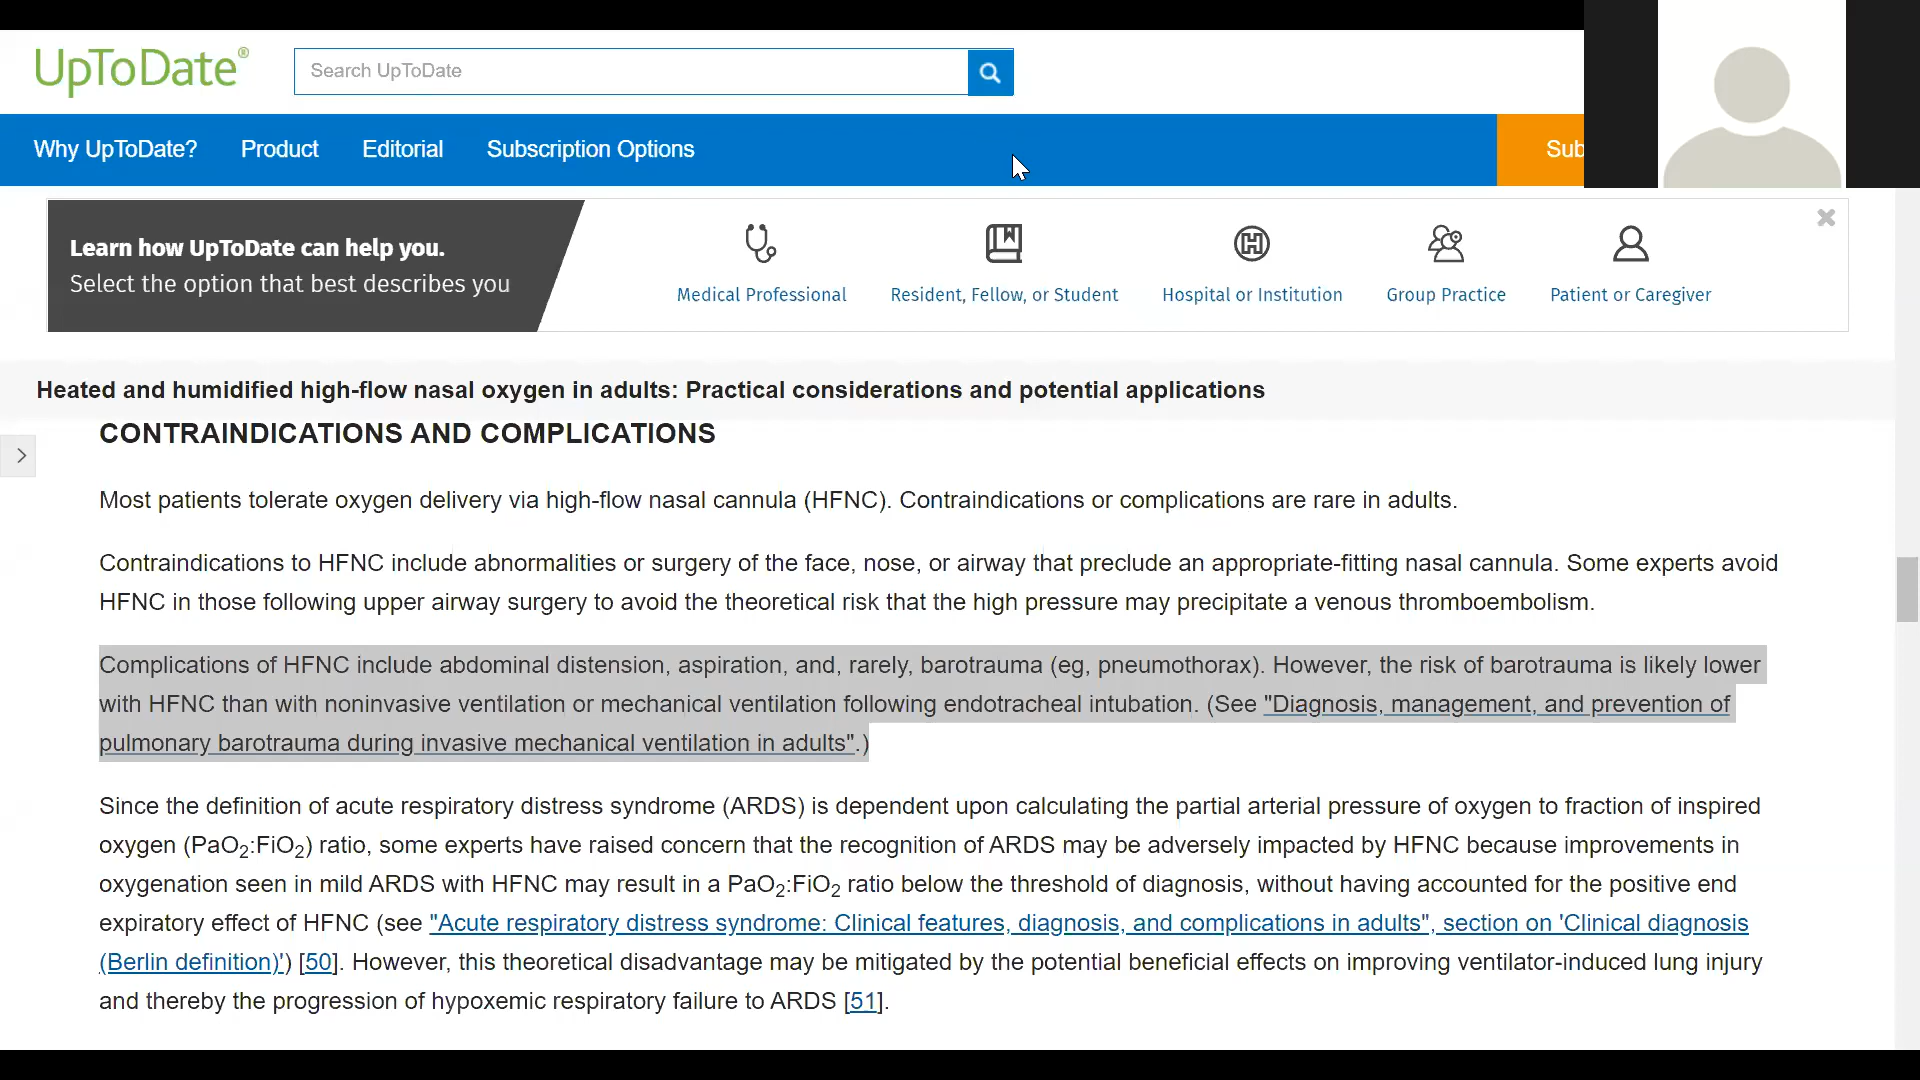 UpToDate®
Search UpToDate
Why UpToDate? Product Editorial Subscription Options
Learn how UpToDate can help you.
Select the option that best describes you
Medical Professional Resident, Fellow, or Student Hospital or Institution Group Practice Patient or Caregiver
Heated and humidified high-flow nasal oxygen in adults: Practical considerations and potential applications
CONTRAINDICATIONS AND COMPLICATIONS
Most patients tolerate oxygen delivery via high-flow nasal cannula (HFNC). Contraindications or complications are rare in adults.
Contraindications to HFNC include abnormalities or surgery of the face, nose, or airway that preclude an appropriate-fitting nasal cannula. Some experts avoid
HFNC in those following upper airway surgery to avoid the theoretical risk that the high pressure may precipitate a venous thromboembolism.
Complications of HFNC include abdominal distension, aspiration, and, rarely, barotrauma (eg, pneumothorax). However, the risk of barotrauma is likely lower
with HFNC than with noninvasive ventilation or mechanical ventilation following endotracheal intubation. (See "Diagnosis, management, and prevention of
pulmonary barotrauma during invasive mechanical ventilation in adults".)
Since the definition of acute respiratory distress syndrome (ARDS) is dependent upon calculating the partial arterial pressure of oxygen to fraction of inspired
oxygen (PaO2:FiO2) ratio, some experts have raised concern that the recognition of ARDS may be adversely impacted by HFNC because improvements in
oxygenation seen in mild ARDS with HFNC may result in a PaO2:FiO2 ratio below the threshold of diagnosis, without having accounted for the positive end
expiratory effect of HFNC (see "Acute respiratory distress syndrome: Clinical features, diagnosis, and complications in adults", section on 'Clinical diagnosis
(Berlin definition)') [50]. However, this theoretical disadvantage may be mitigated by the potential beneficial effects on improving ventilator-induced lung injury
and thereby the progression of hypoxemic respiratory failure to ARDS [51].